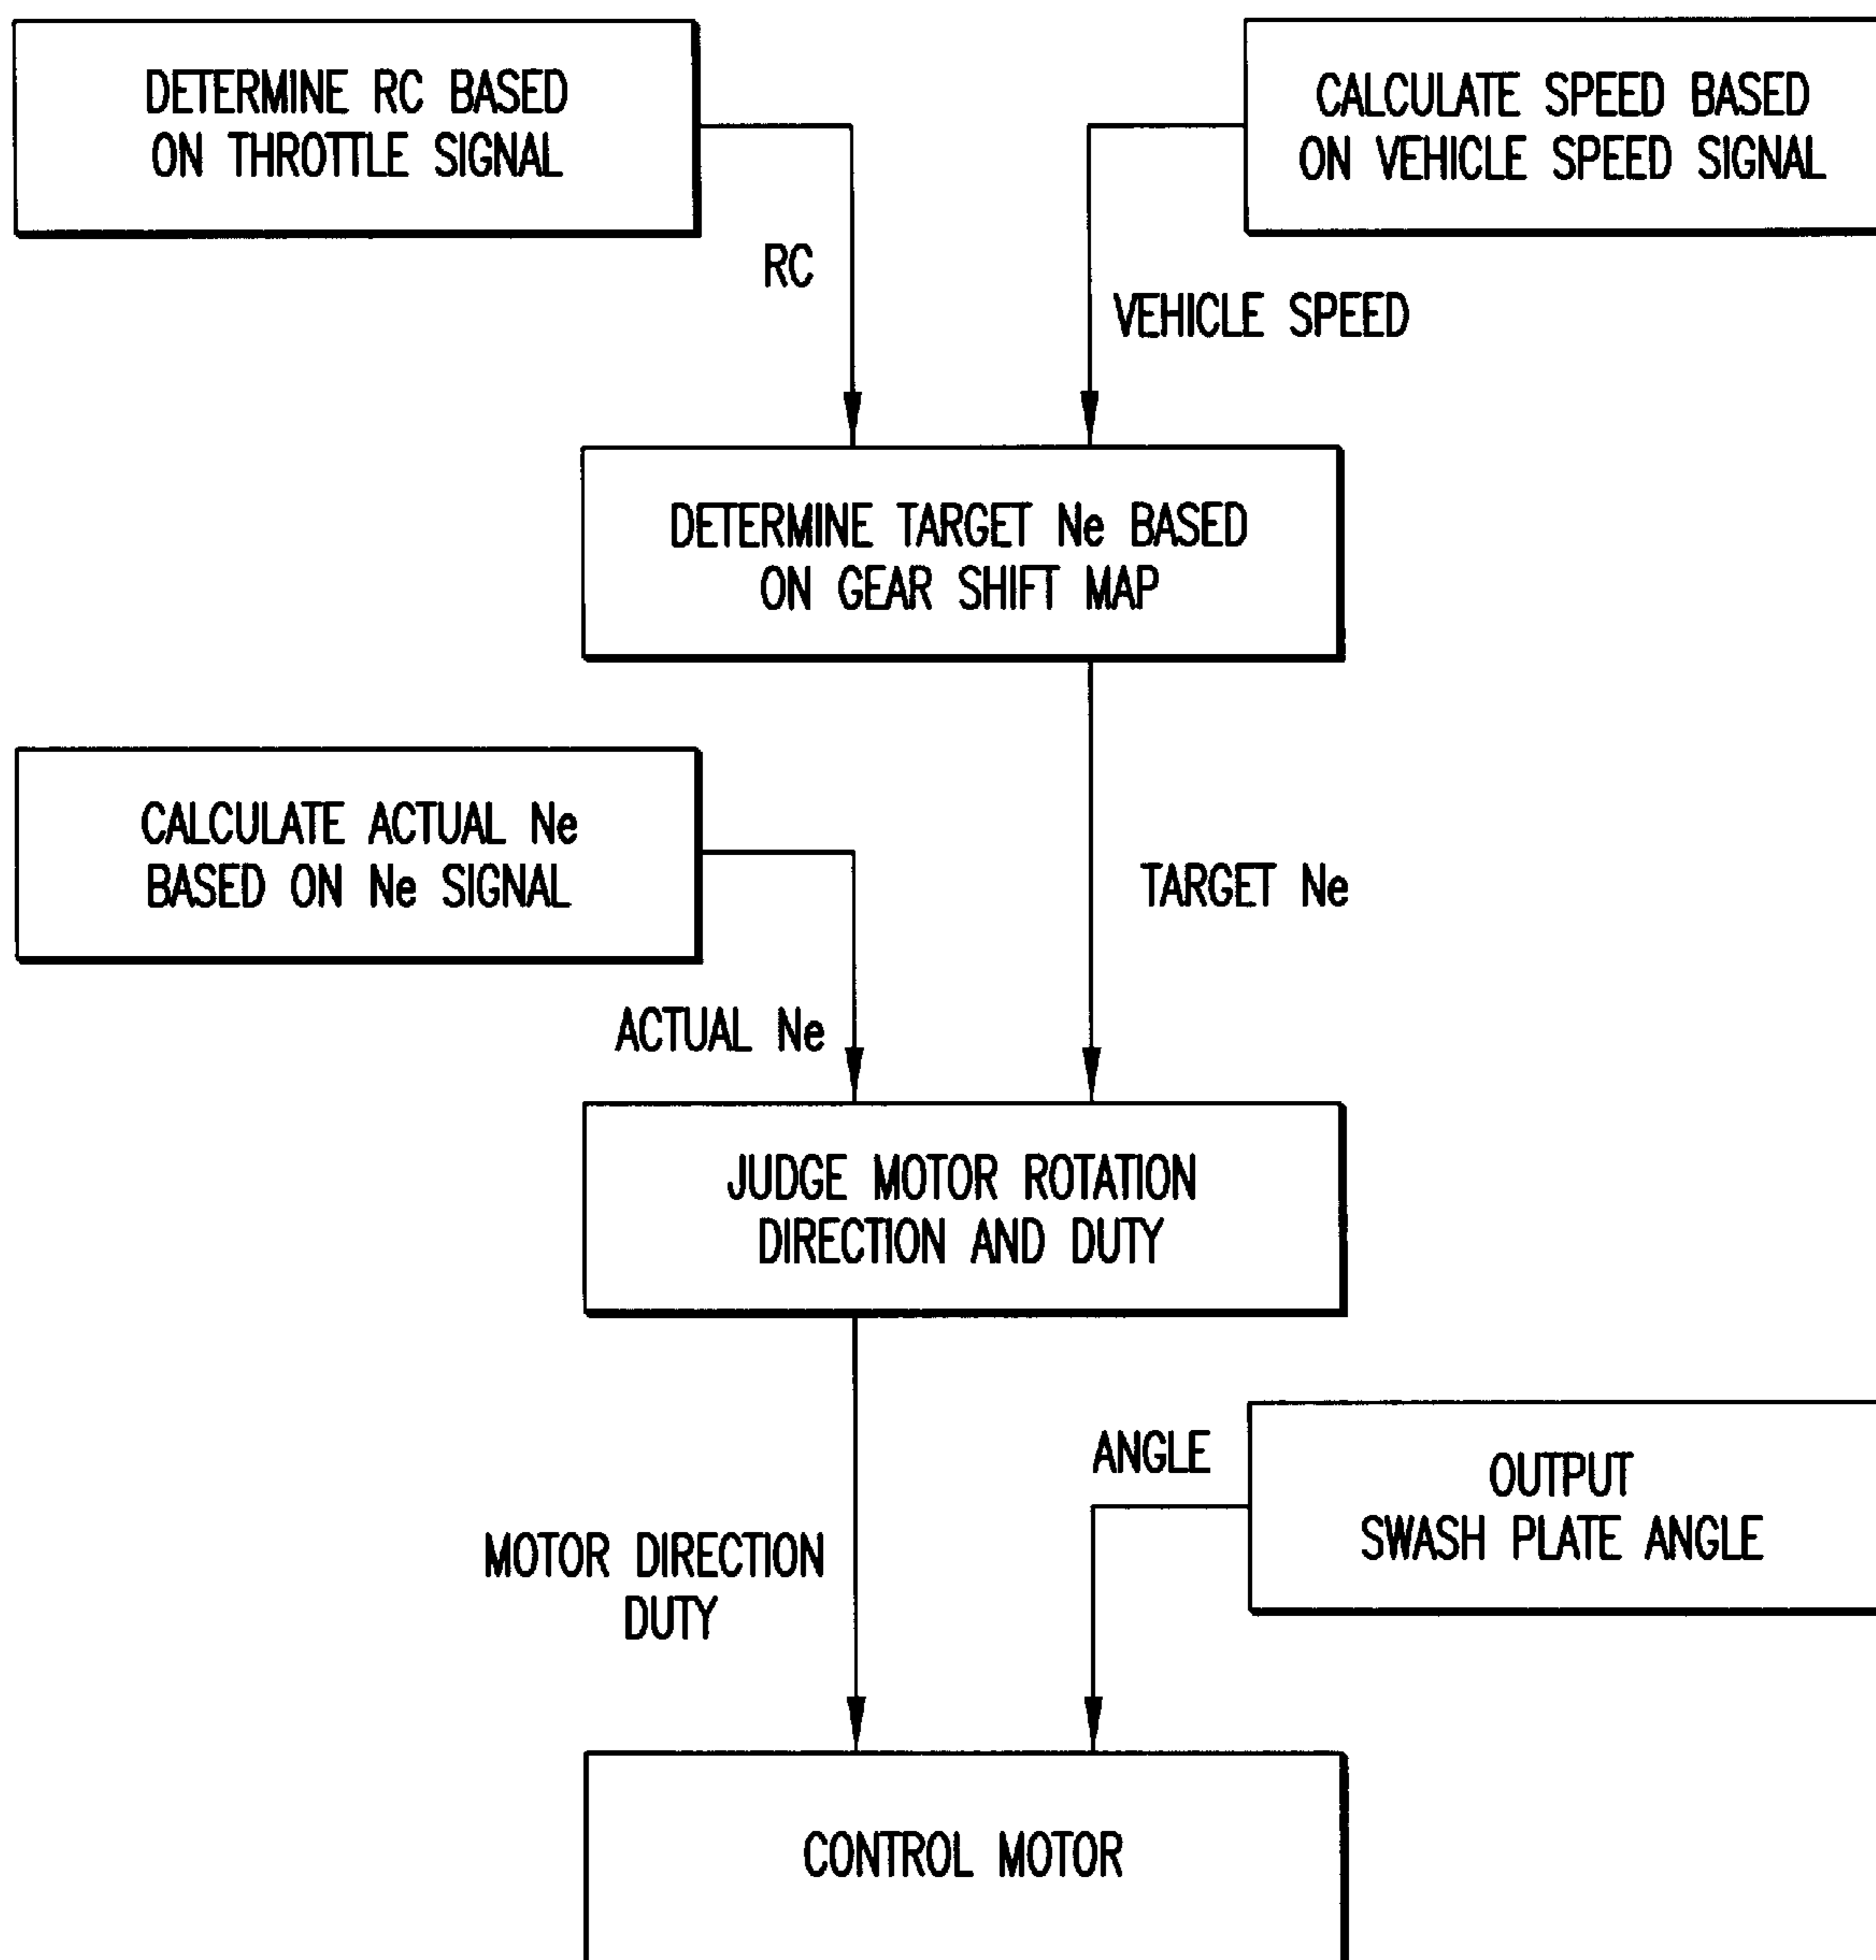 DETERMINE RC BASED
ON THROTTLE SIGNAL
CALCULATE SPEED BASED
ON VEHICLE SPEED SIGNAL
RC
VEHICLE SPEED
DETERMINE TARGET Ne BASED
ON GEAR SHIFT MAP
CALCULATE ACTUAL Ne
BASED ON Ne SIGNAL
TARGET Ne
ACTUAL Ne
JUDGE MOTOR ROTATION
DIRECTION AND DUTY
ANGLE
OUTPUT
SWASH PLATE ANGLE
MOTOR DIRECTION
DUTY
CONTROL MOTOR